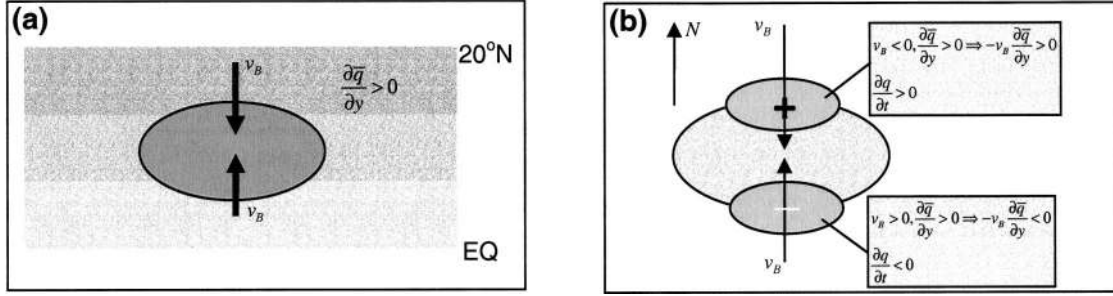 (a)
20°N
v_B
∂q̄/∂y > 0
v_B
EQ
(b)
N
v_B
v_B < 0, ∂q̄/∂y > 0 ⇒ −v_B ∂q̄/∂y > 0
∂q/∂t > 0
+
−
v_B > 0, ∂q̄/∂y > 0 ⇒ −v_B ∂q̄/∂y < 0
∂q/∂t < 0
v_B